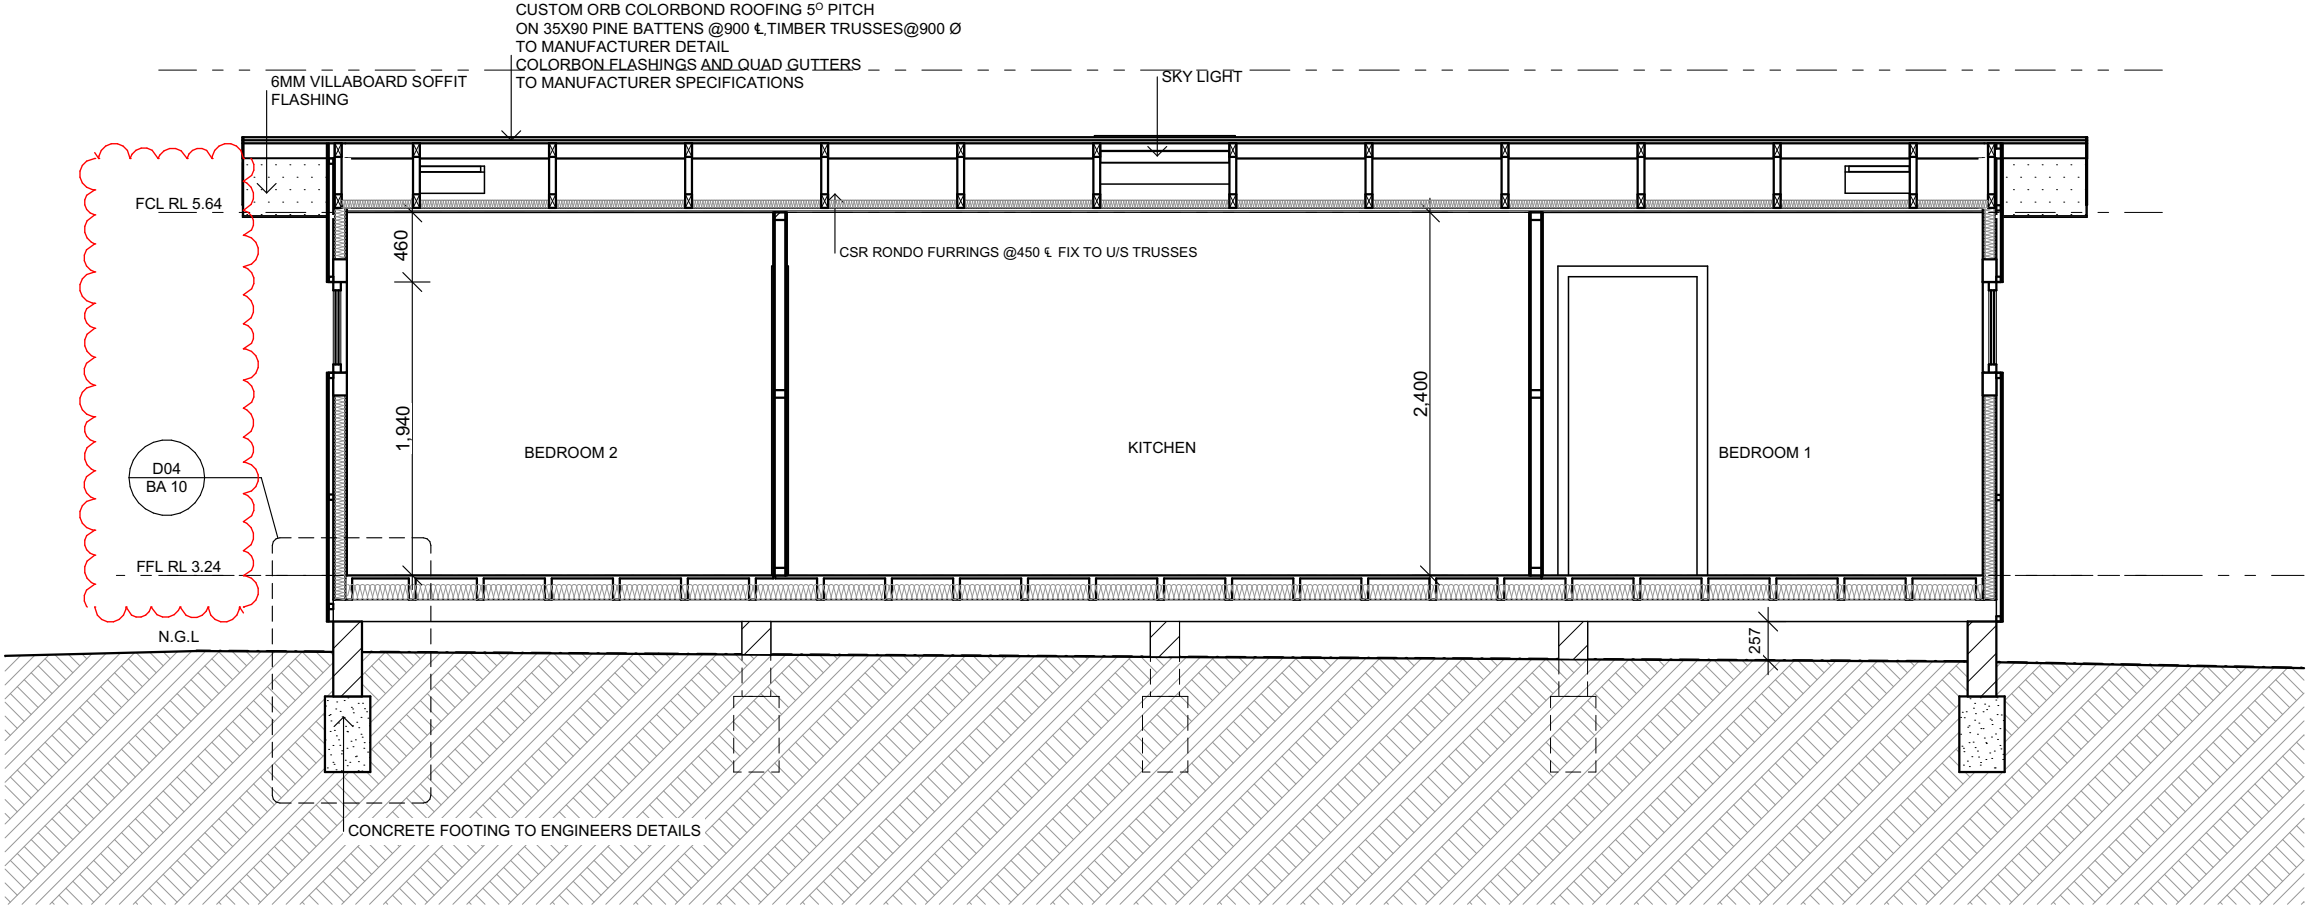 CUSTOM ORB COLORBOND ROOFING 5º PITCH
ON 35X90 PINE BATTENS @900 ℄,TIMBER TRUSSES@900 Ø
TO MANUFACTURER DETAIL
COLORBON FLASHINGS AND QUAD GUTTERS
TO MANUFACTURER SPECIFICATIONS
6MM VILLABOARD SOFFIT
FLASHING
SKY LIGHT
FCL RL 5.64
460
CSR RONDO FURRINGS @450 ℄ FIX TO U/S TRUSSES
1,940
2,400
BEDROOM 2
KITCHEN
BEDROOM 1
D04
BA 10
FFL RL 3.24
N.G.L
257
CONCRETE FOOTING TO ENGINEERS DETAILS